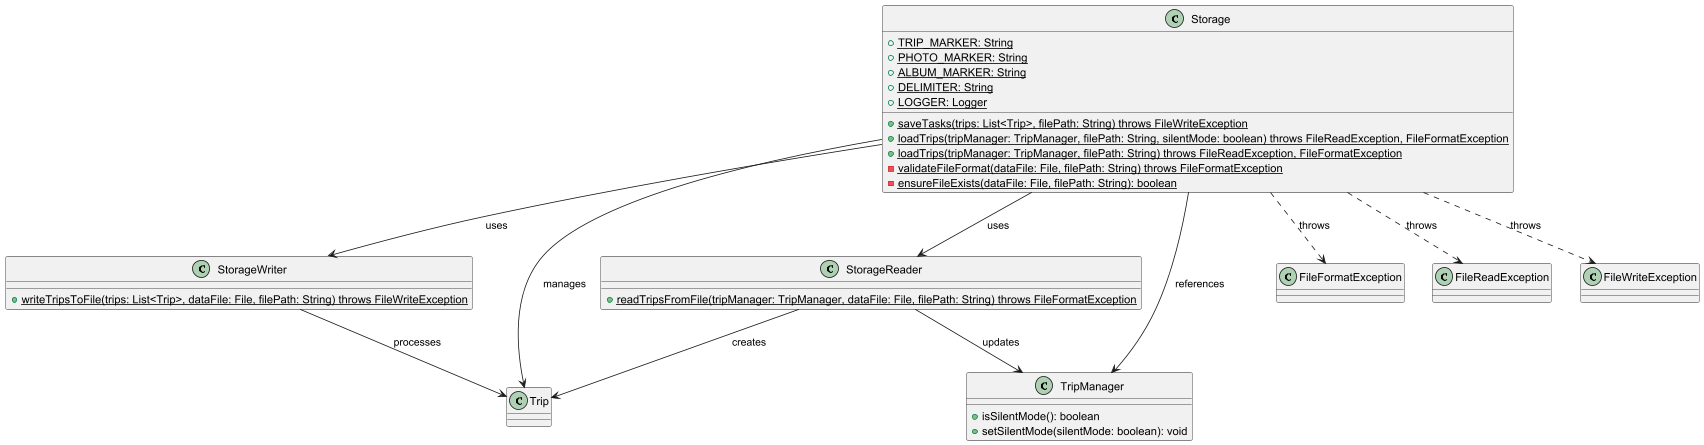 C Storage
TRIP_MARKER: String
PHOTO_MARKER: String
ALBUM_MARKER: String
DELIMITER: String
LOGGER: Logger
saveTasks(trips: List<Trip>, filePath: String) throws FileWriteException
loadTrips(tripManager: TripManager, filePath: String, silentMode: boolean) throws FileReadException, FileFormatException
loadTrips(tripManager: TripManager, filePath: String) throws FileReadException, FileFormatException
validateFileFormat(dataFile: File, filePath: String) throws FileFormatException
ensureFileExists(dataFile: File, filePath: String): boolean
uses
uses
throws
throws
throws
C StorageWriter
writeTripsToFile(trips: List<Trip>, dataFile: File, filePath: String) throws FileWriteException
manages
C StorageReader
readTripsFromFile(tripManager: TripManager, dataFile: File, filePath: String) throws FileFormatException
references
C FileFormatException
C FileReadException
C FileWriteException
processes
creates
updates
C Trip
C TripManager
isSilentMode(): boolean
setSilentMode(silentMode: boolean): void